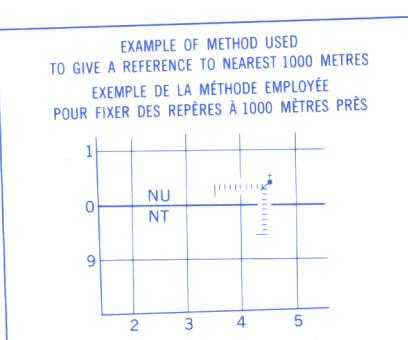 EXAMPLE OF METHOD USED
TO GIVE A REFERENCE TO NEAREST 1000 METRES
EXEMPLE DE LA MÉTHODE EMPLOYÉE
POUR FIXER DES REPÈRES À 1000 MÈTRES PRÈS
1
NU
0
NT
9
2 3 4 5